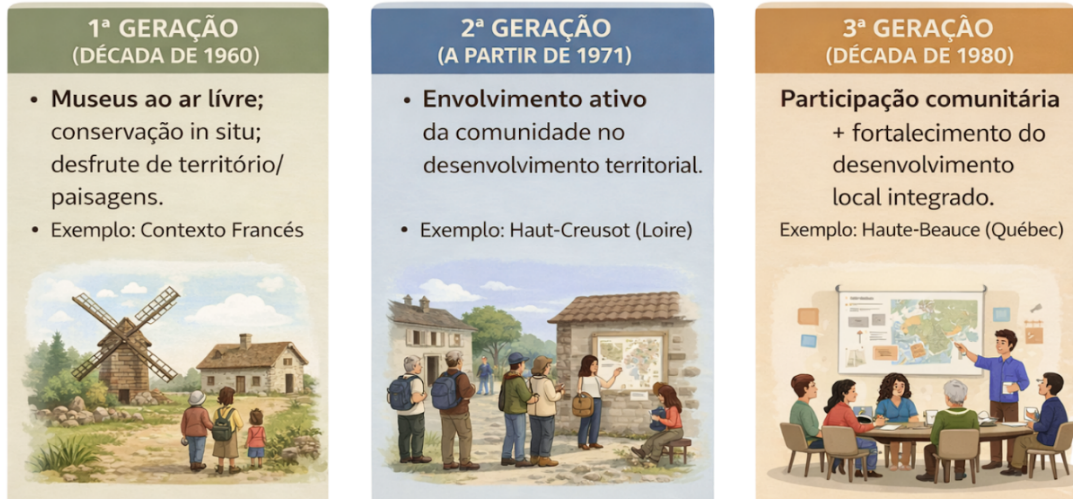 1ª GERAÇÃO
(DÉCADA DE 1960)
• Museus ao ar lívre;
conservação in situ;
desfrute de território/
paisagens.
• Exemplo: Contexto Francés
2ª GERAÇÃO
(A PARTIR DE 1971)
• Envolvimento ativo
da comunidade no
desenvolvimento territorial.
• Exemplo: Haut-Creusot (Loire)
3ª GERAÇÂO
(DÉCADA DE 1980)
Participação comunitária
+ fortalecimento do
desenvolvimento
local integrado.
Exemplo: Haute-Beauce (Québec)